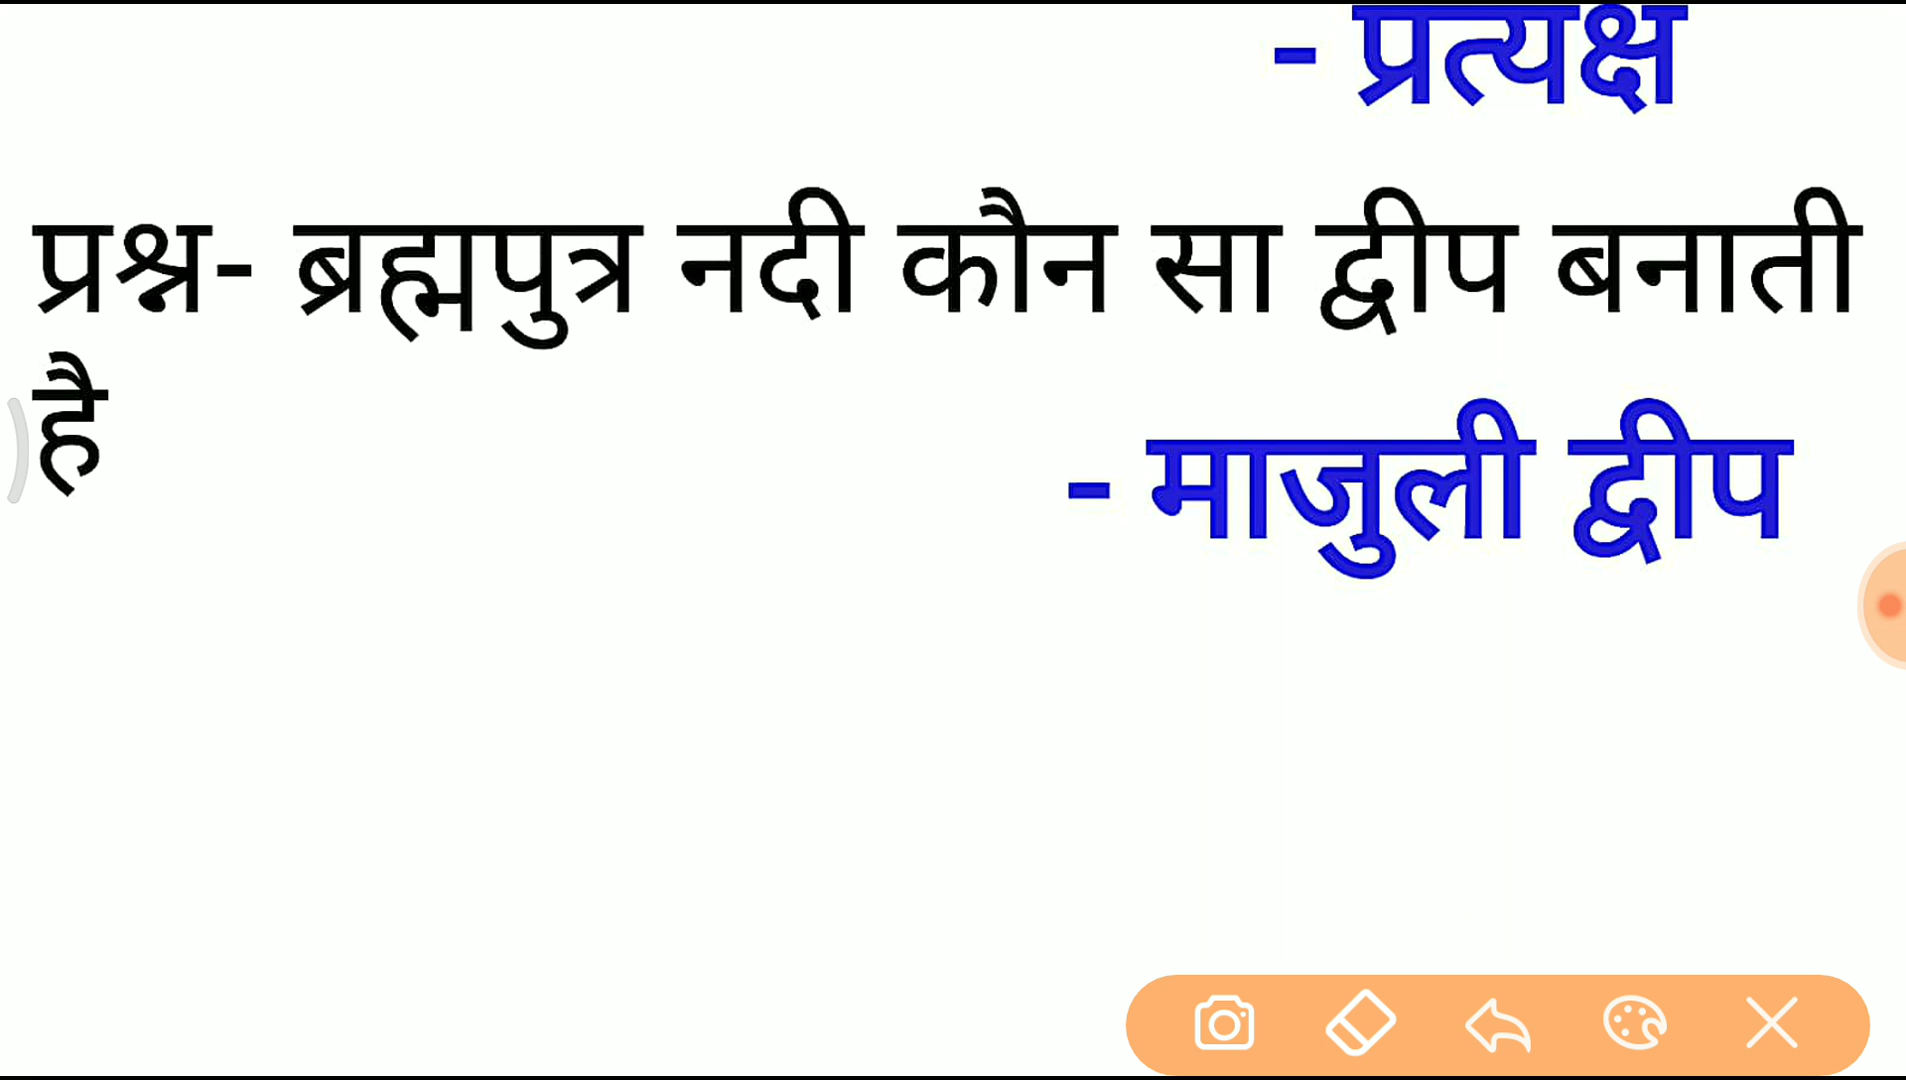 - प्रत्यक्ष
प्रश्न- ब्रह्मपुत्र नदी कौन सा द्वीप बनाती
है
- माजुली द्वीप